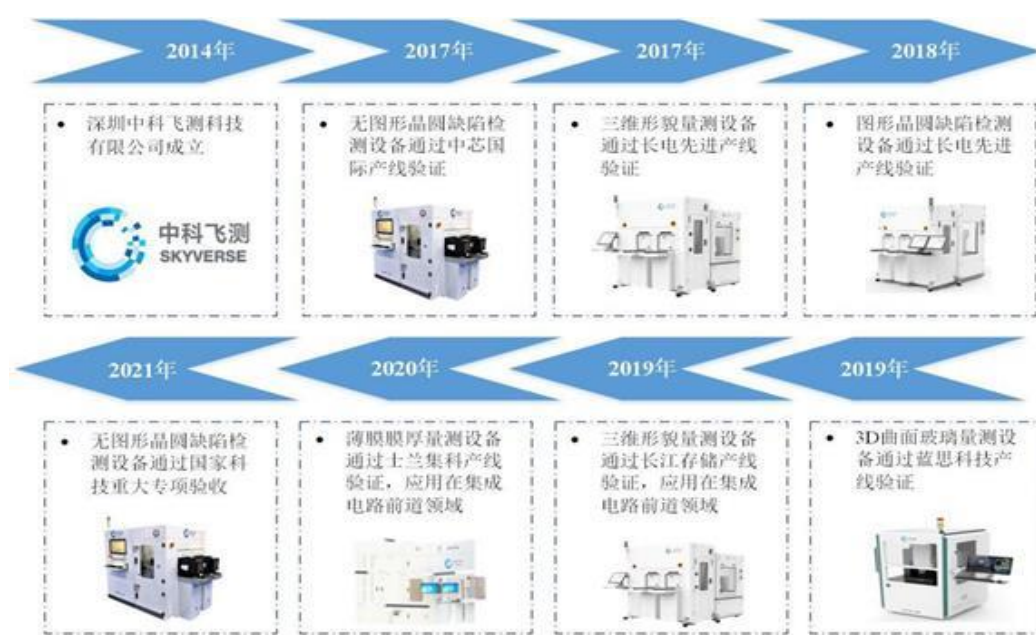 2014年
2017年
2017年
2018年
• 深圳中科飞测科技
有限公司成立
中科飞测
SKYVERSE
• 无图形晶圆缺陷检
测设备通过中芯国
际产线验证
• 三维形貌量测设备
通过长电先进产线
验证
• 图形晶圆缺陷检测
设备通过长电先进
产线验证
2021年
2020年
2019年
2019年
• 无图形晶圆缺陷检
测设备通过国家科
技重大专项验收
• 薄膜膜厚量测设备
通过士兰集科产线
验证，应用在集成
电路前道领域
• 三维形貌量测设备
通过长江存储产线
验证，应用在集成
电路前道领域
• 3D曲面玻璃量测设
备通过蓝思科技产
线验证